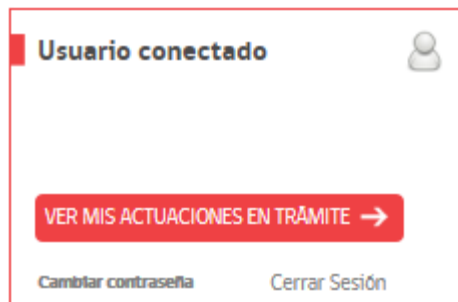 Usuario conectado
VER MIS ACTUACIONES EN TRÁMITE
Cambiar contraseña Cerrar Sesión